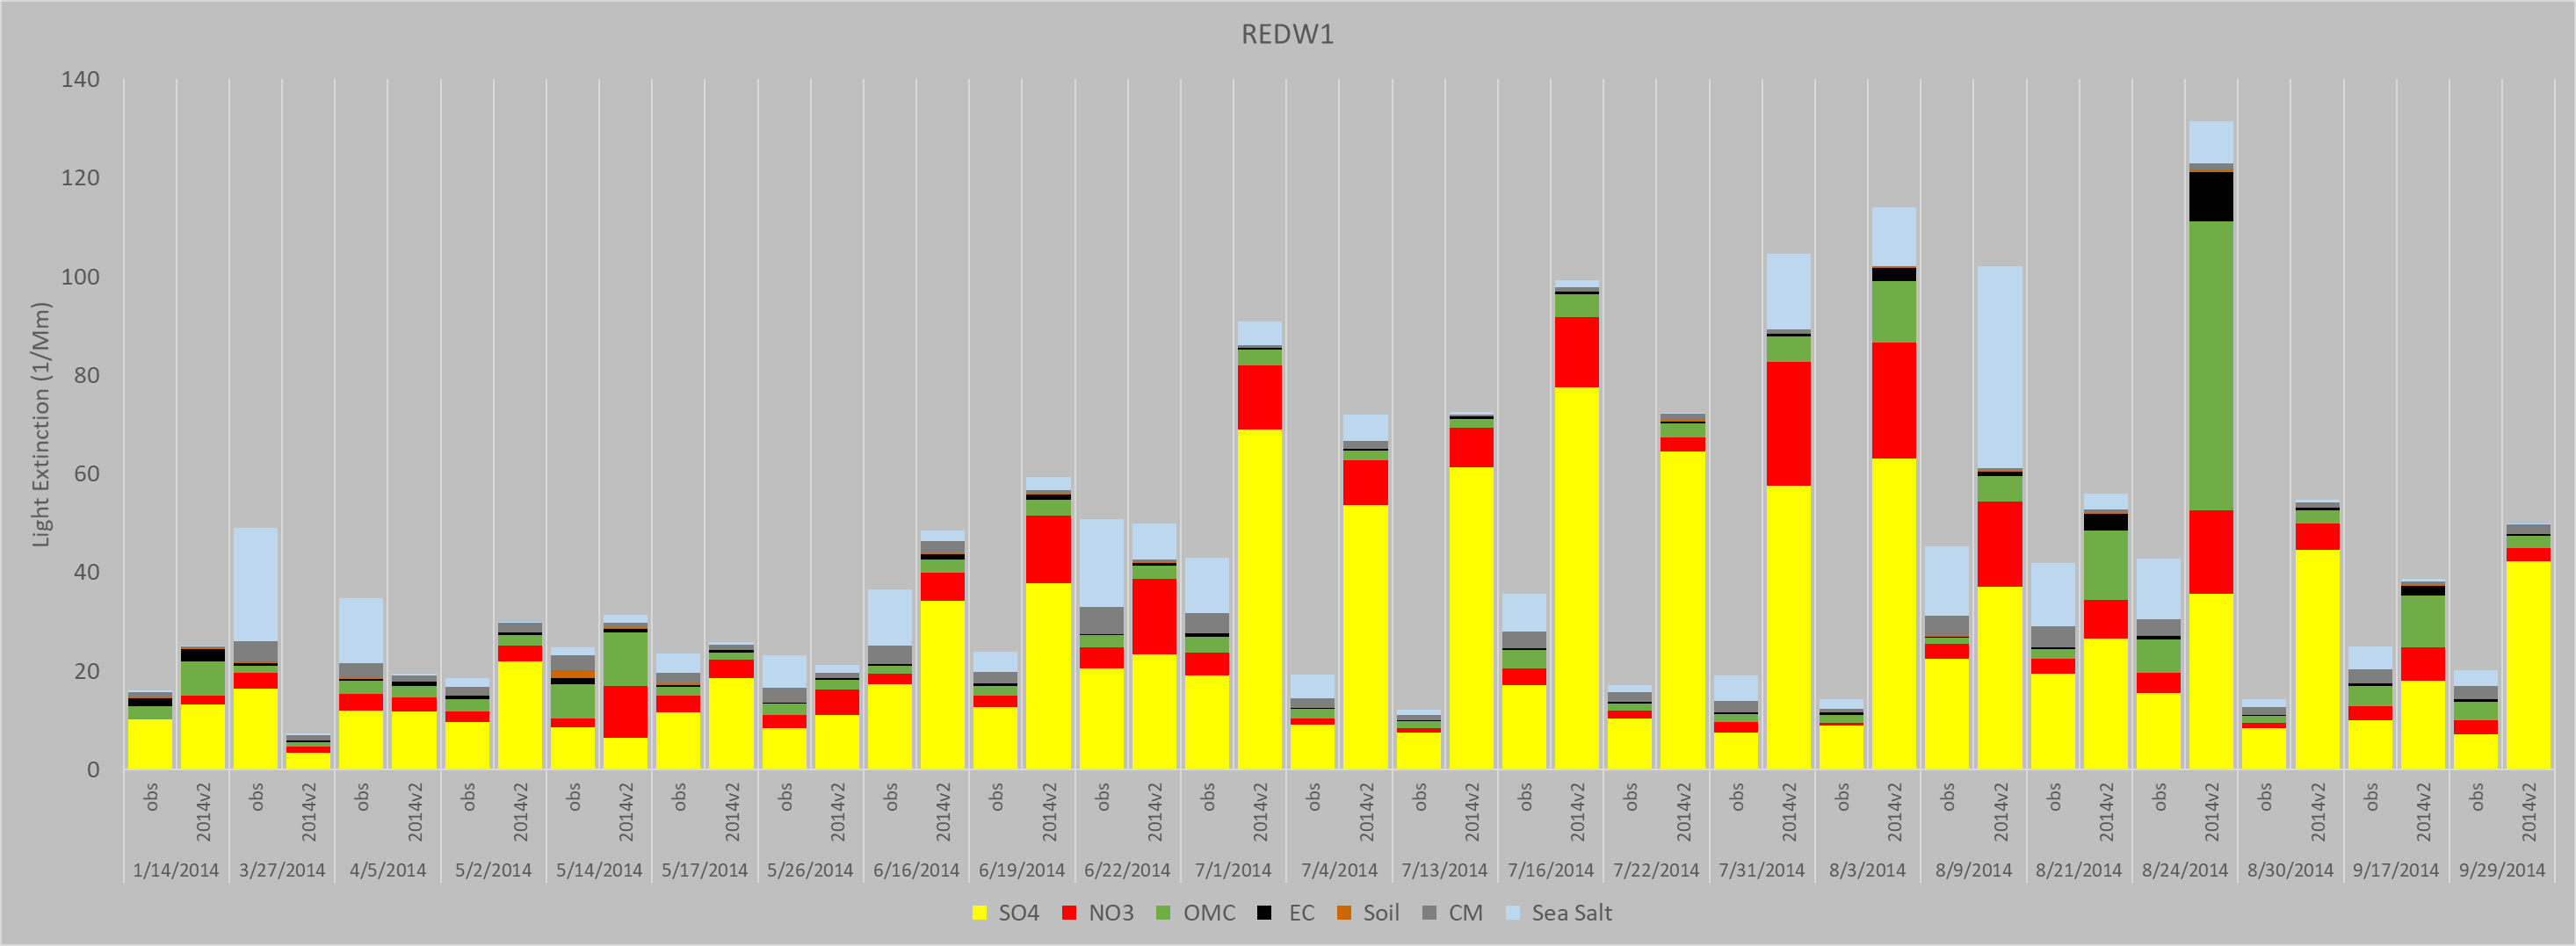 REDW1
140
120
100
80
60
40
20
0
Light Extinction (1/Mm)
obs 2014v2 obs 2014v2 obs 2014v2 obs 2014v2 obs 2014v2 obs 2014v2 obs 2014v2 obs 2014v2 obs 2014v2 obs 2014v2 obs 2014v2 obs 2014v2 obs 2014v2 obs 2014v2 obs 2014v2 obs 2014v2 obs 2014v2 obs 2014v2 obs 2014v2 obs 2014v2 obs 2014v2 obs 2014v2 obs 2014v2
1/14/2014 3/27/2014 4/5/2014 5/2/2014 5/14/2014 5/17/2014 5/26/2014 6/16/2014 6/19/2014 6/22/2014 7/1/2014 7/4/2014 7/13/2014 7/16/2014 7/22/2014 7/31/2014 8/3/2014 8/9/2014 8/21/2014 8/24/2014 8/30/2014 9/17/2014 9/29/2014
SO4 NO3 OMC EC Soil CM Sea Salt